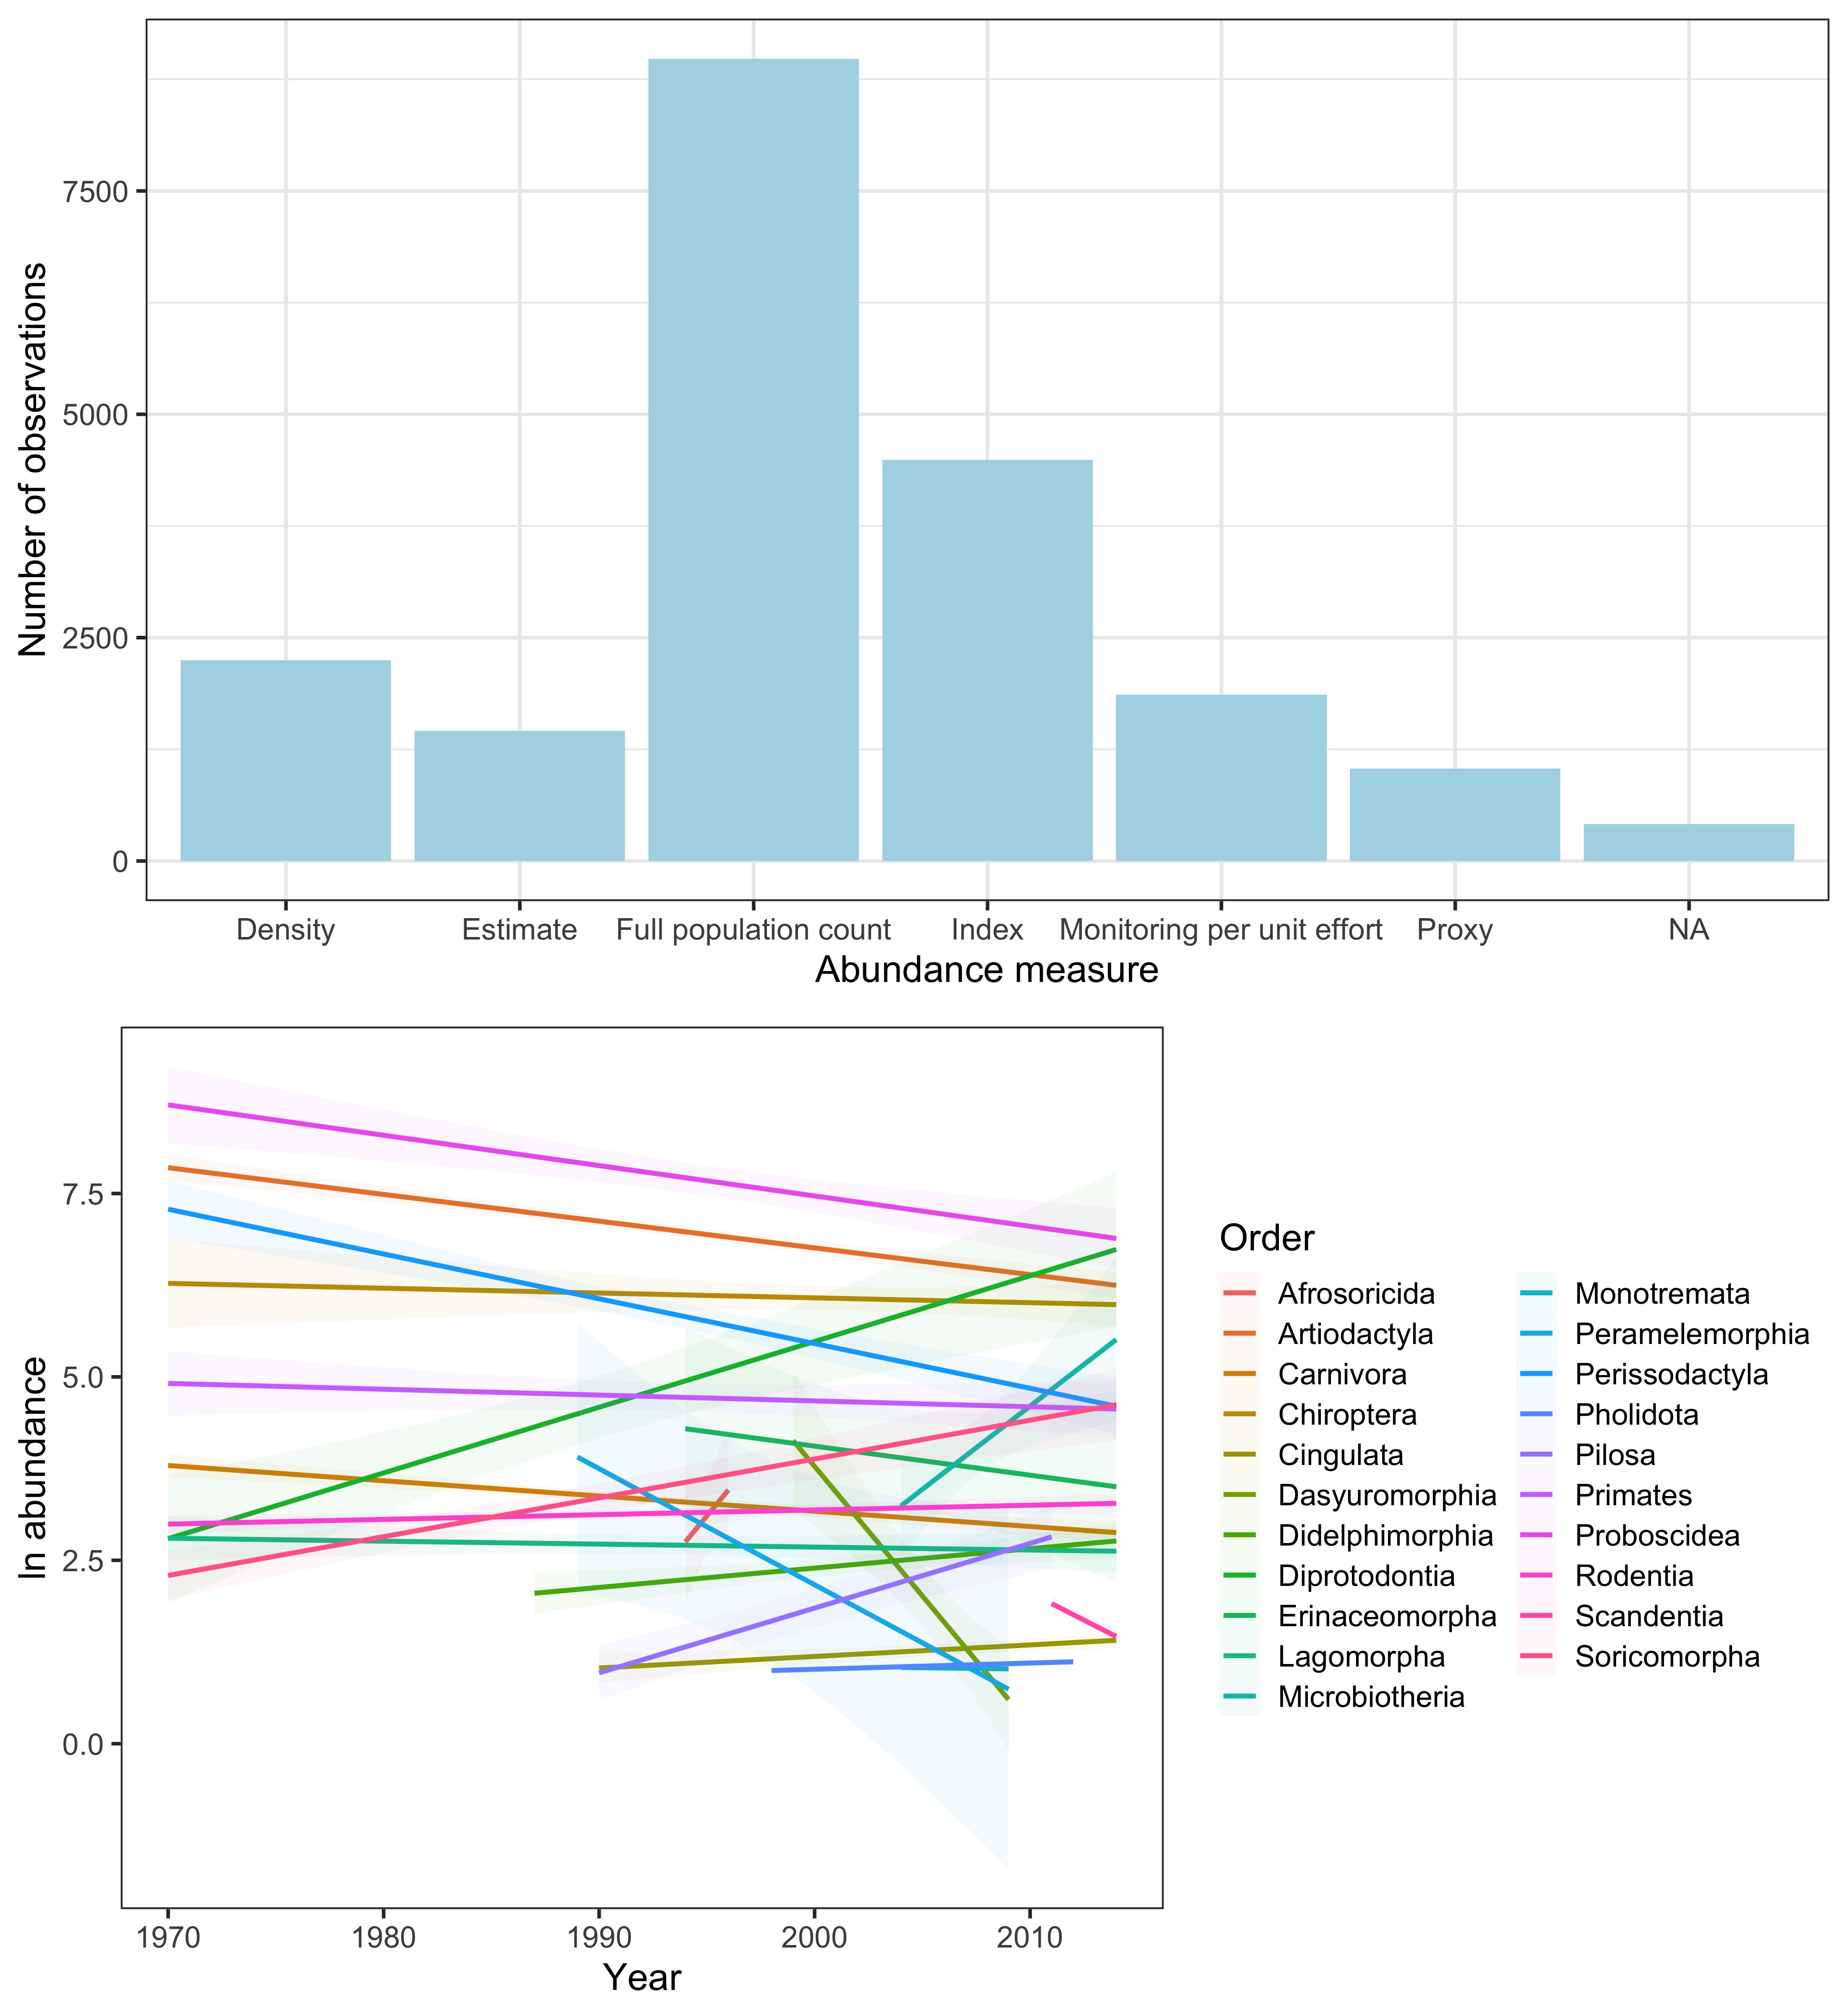 7500
5000
2500
0
Number of observations
Density Estimate Full population count Index Monitoring per unit effort Proxy NA
Abundance measure
7.5
5.0
2.5
0.0
ln abundance
1970 1980 1990 2000 2010
Year
Order
Afrosoricida
Artiodactyla
Carnivora
Chiroptera
Cingulata
Dasyuromorphia
Didelphimorphia
Diprotodontia
Erinaceomorpha
Lagomorpha
Microbiotheria
Monotremata
Peramelemorphia
Perissodactyla
Pholidota
Pilosa
Primates
Proboscidea
Rodentia
Scandentia
Soricomorpha